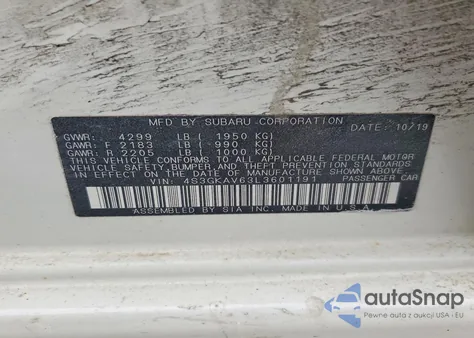 MFD BY SUBARU CORPORATION
DATE: 10/19
GVWR: 4299 LB ( 1950 KG)
GAWR: F 2183 LB ( 990 KG)
GAWR: R 2205 LB ( 1000 KG)
THIS VEHICLE CONFORMS TO ALL APPLICABLE FEDERAL MOTOR
VEHICLE SAFETY, BUMPER, AND THEFT PREVENTION STANDARDS
IN EFFECT ON THE DATE OF MANUFACTURE SHOWN ABOVE.
VIN: 4S3GKAV63L3601191 PASSENGER CAR
ASSEMBLED BY SIA INC. MADE IN U.S.A.
autoSnap
Pewne auta z aukcji USA - EU